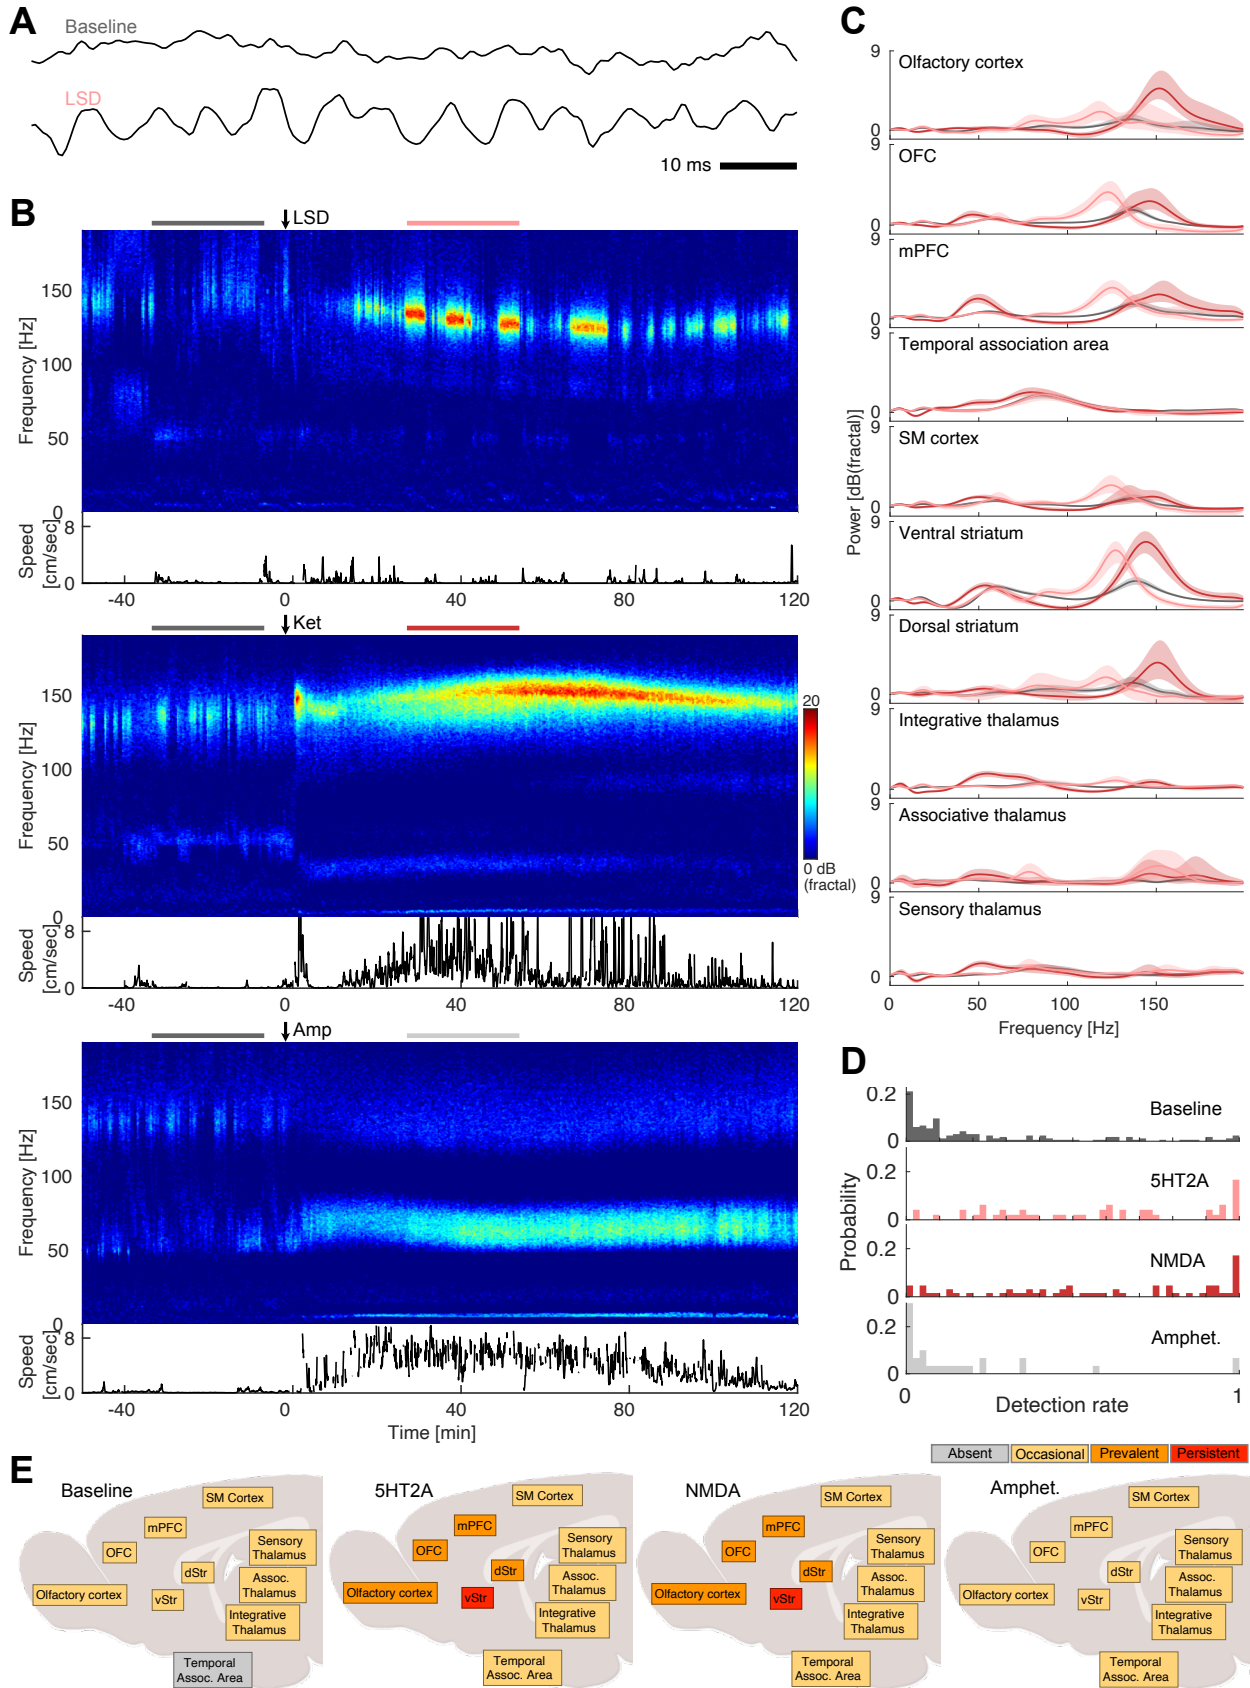 A
Baseline
LSD
10 ms
B
LSD
Frequency [Hz]
150
100
50
0
Speed
[cm/sec]
8
0
-40
0
40
80
120
Ket
Frequency [Hz]
150
100
50
0
20
0 dB
(fractal)
Speed
[cm/sec]
8
0
-40
0
40
80
120
Amp
Frequency [Hz]
150
100
50
0
Speed
[cm/sec]
8
0
-40
0
40
80
120
Time [min]
C
9
Olfactory cortex
0
9
OFC
0
9
mPFC
0
9
Temporal association area
0
9
SM cortex
0
9
Ventral striatum
0
9
Dorsal striatum
0
9
Integrative thalamus
0
9
Associative thalamus
0
9
Sensory thalamus
0
Power [dB(fractal)]
0
50
100
150
Frequency [Hz]
D
0.2
Baseline
0
0.2
5HT2A
0
0.2
NMDA
0
0.2
Amphet.
0
Probability
0
1
Detection rate
Absent
Occasional
Prevalent
Persistent
E
Baseline
SM Cortex
mPFC
OFC
Sensory
Thalamus
dStr
Assoc.
Thalamus
Olfactory cortex
vStr
Integrative
Thalamus
Temporal
Assoc. Area
5HT2A
SM Cortex
mPFC
OFC
Sensory
Thalamus
dStr
Assoc.
Thalamus
Olfactory cortex
vStr
Integrative
Thalamus
Temporal
Assoc. Area
NMDA
SM Cortex
mPFC
OFC
Sensory
Thalamus
dStr
Assoc.
Thalamus
Olfactory cortex
vStr
Integrative
Thalamus
Temporal
Assoc. Area
Amphet.
SM Cortex
mPFC
OFC
Sensory
Thalamus
dStr
Assoc.
Thalamus
Olfactory cortex
vStr
Integrative
Thalamus
Temporal
Assoc. Area